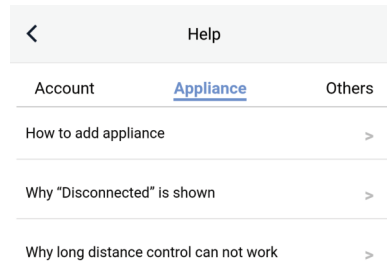 Help
Account Appliance Others
How to add appliance >
Why “Disconnected” is shown >
Why long distance control can not work >